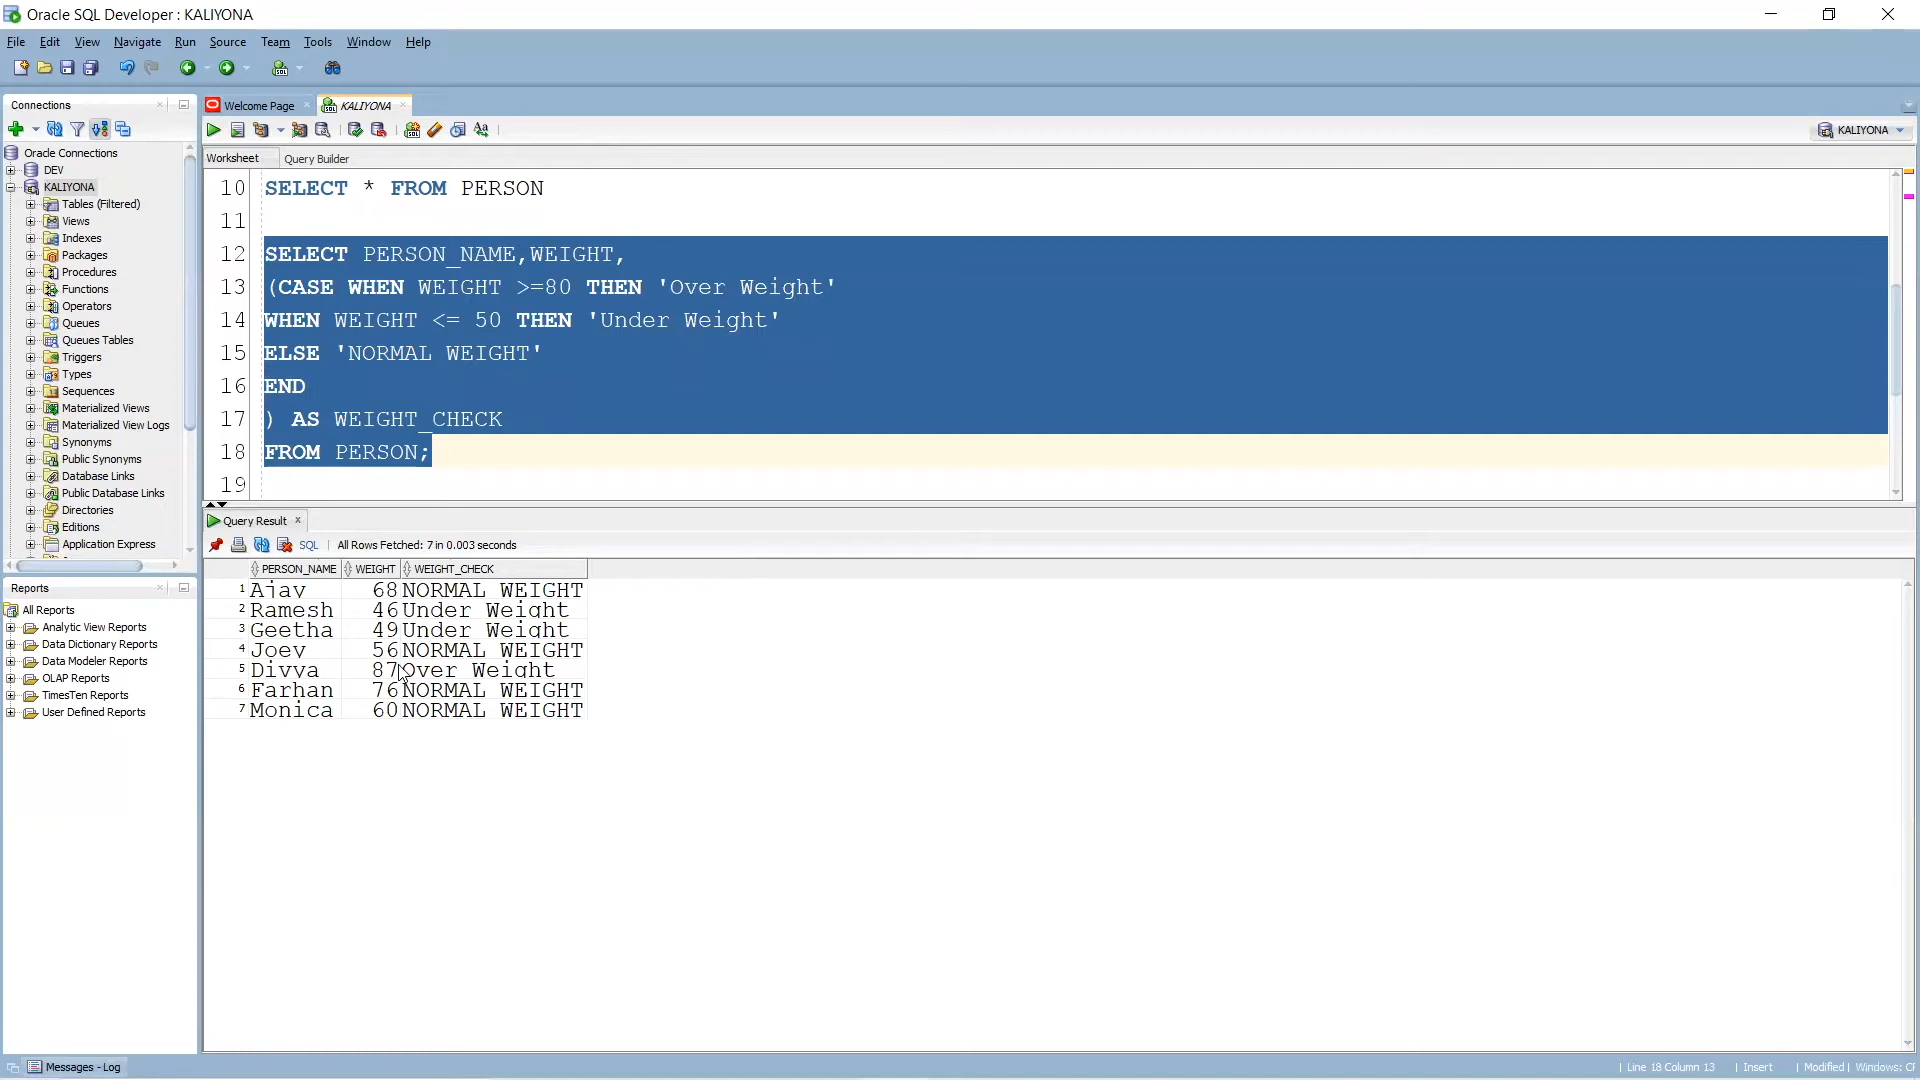 Oracle SQL Developer : KALIYONA
File Edit View Navigate Run Source Team Tools Window Help
Connections
Welcome Page
KALIYONA
KALIYONA
Oracle Connections
DEV
KALIYONA
Tables (Filtered)
Views
Indexes
Packages
Procedures
Functions
Operators
Queues
Queues Tables
Triggers
Types
Sequences
Materialized Views
Materialized View Logs
Synonyms
Public Synonyms
Database Links
Public Database Links
Directories
Editions
Application Express
Reports
All Reports
Analytic View Reports
Data Dictionary Reports
Data Modeler Reports
OLAP Reports
TimesTen Reports
User Defined Reports
Worksheet Query Builder
10 SELECT * FROM PERSON
11
12 SELECT PERSON_NAME,WEIGHT,
13 (CASE WHEN WEIGHT >=80 THEN 'Over Weight'
14 WHEN WEIGHT <= 50 THEN 'Under Weight'
15 ELSE 'NORMAL WEIGHT'
16 END
17 ) AS WEIGHT_CHECK
18 FROM PERSON;
19
Query Result
SQL | All Rows Fetched: 7 in 0.003 seconds
PERSON_NAME WEIGHT WEIGHT_CHECK
1 Ajay 68 NORMAL WEIGHT
2 Ramesh 46 Under Weight
3 Geetha 49 Under Weight
4 Joey 56 NORMAL WEIGHT
5 Divya 87 Over Weight
6 Farhan 76 NORMAL WEIGHT
7 Monica 60 NORMAL WEIGHT
Messages - Log
Line 18 Column 13 | Insert | Modified | Windows: